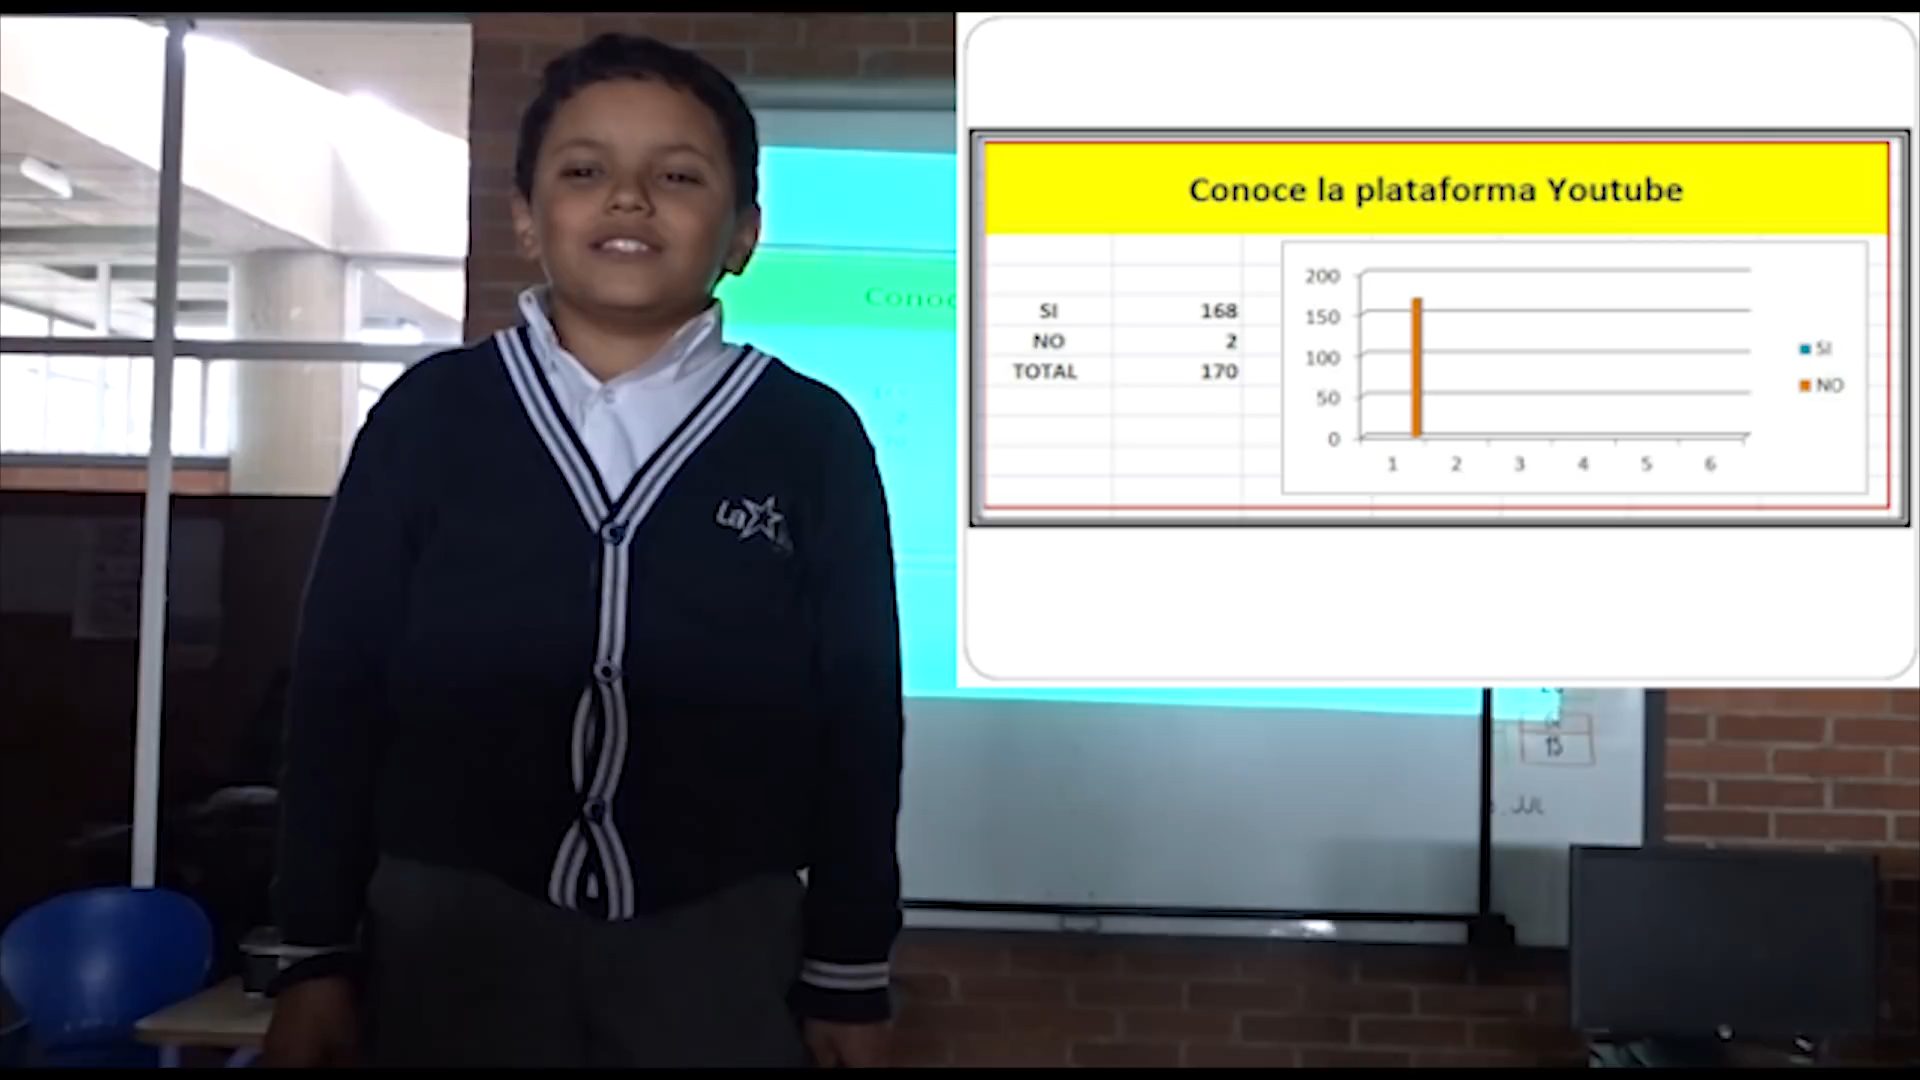 Conoce la plataforma Youtube
SI 168
NO 2
TOTAL 170
200
150
100
50
0
1 2 3 4 5 6
SI
NO
Conoc
La
15
JUL